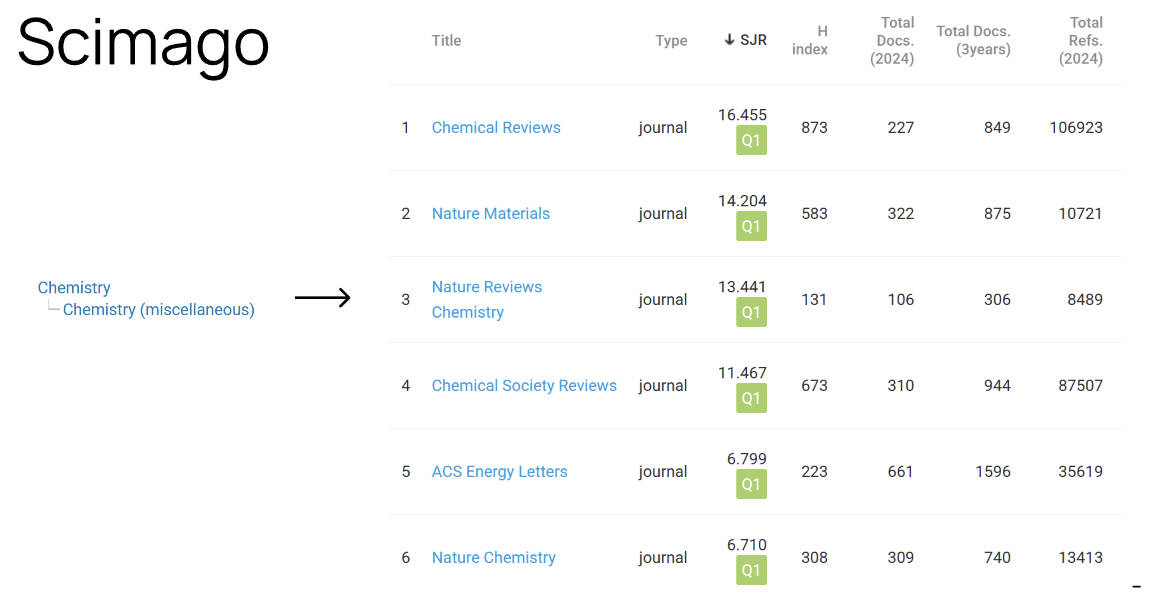 Scimago
Title Type ↓ SJR H index Total Docs. (2024) Total Docs. (3years) Total Refs. (2024)
1 Chemical Reviews journal 16.455 Q1 873 227 849 106923
2 Nature Materials journal 14.204 Q1 583 322 875 10721
Chemistry
Chemistry (miscellaneous)
3 Nature Reviews Chemistry journal 13.441 Q1 131 106 306 8489
4 Chemical Society Reviews journal 11.467 Q1 673 310 944 87507
5 ACS Energy Letters journal 6.799 Q1 223 661 1596 35619
6 Nature Chemistry journal 6.710 Q1 308 309 740 13413